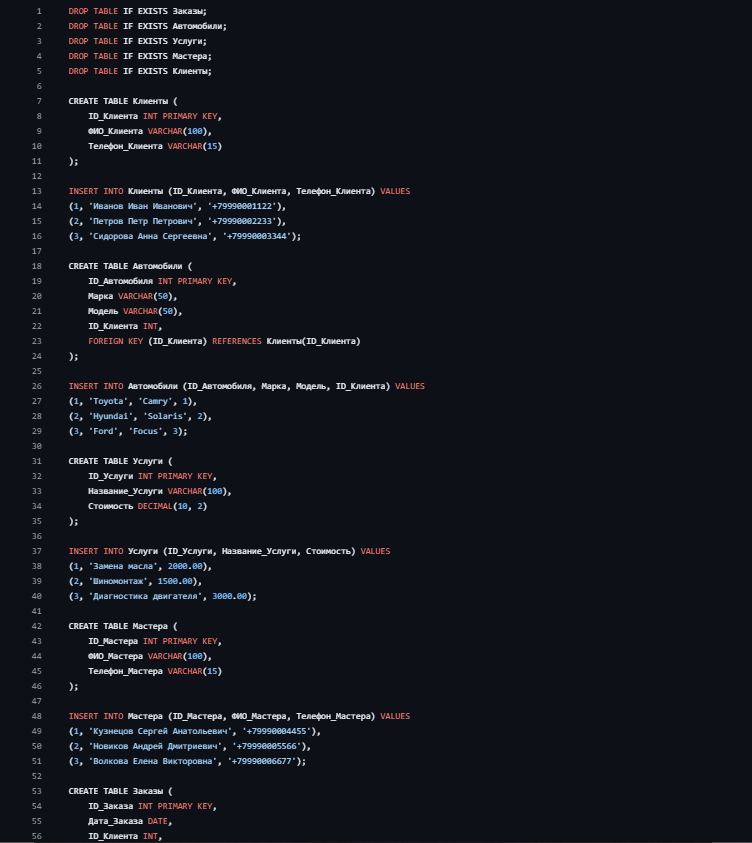 1 DROP TABLE IF EXISTS Заказы;
2 DROP TABLE IF EXISTS Автомобили;
3 DROP TABLE IF EXISTS Услуги;
4 DROP TABLE IF EXISTS Мастера;
5 DROP TABLE IF EXISTS Клиенты;
6
7 CREATE TABLE Клиенты (
8     ID_Клиента INT PRIMARY KEY,
9     ФИО_Клиента VARCHAR(100),
10     Телефон_Клиента VARCHAR(15)
11 );
12
13 INSERT INTO Клиенты (ID_Клиента, ФИО_Клиента, Телефон_Клиента) VALUES
14 (1, 'Иванов Иван Иванович', '+79990001122'),
15 (2, 'Петров Петр Петрович', '+79990002233'),
16 (3, 'Сидорова Анна Сергеевна', '+79990003344');
17
18 CREATE TABLE Автомобили (
19     ID_Автомобиля INT PRIMARY KEY,
20     Марка VARCHAR(50),
21     Модель VARCHAR(50),
22     ID_Клиента INT,
23     FOREIGN KEY (ID_Клиента) REFERENCES Клиенты(ID_Клиента)
24 );
25
26 INSERT INTO Автомобили (ID_Автомобиля, Марка, Модель, ID_Клиента) VALUES
27 (1, 'Toyota', 'Camry', 1),
28 (2, 'Hyundai', 'Solaris', 2),
29 (3, 'Ford', 'Focus', 3);
30
31 CREATE TABLE Услуги (
32     ID_Услуги INT PRIMARY KEY,
33     Название_Услуги VARCHAR(100),
34     Стоимость DECIMAL(10, 2)
35 );
36
37 INSERT INTO Услуги (ID_Услуги, Название_Услуги, Стоимость) VALUES
38 (1, 'Замена масла', 2000.00),
39 (2, 'Шиномонтаж', 1500.00),
40 (3, 'Диагностика двигателя', 3000.00);
41
42 CREATE TABLE Мастера (
43     ID_Мастера INT PRIMARY KEY,
44     ФИО_Мастера VARCHAR(100),
45     Телефон_Мастера VARCHAR(15)
46 );
47
48 INSERT INTO Мастера (ID_Мастера, ФИО_Мастера, Телефон_Мастера) VALUES
49 (1, 'Кузнецов Сергей Анатольевич', '+79990004455'),
50 (2, 'Новиков Андрей Дмитриевич', '+79990005566'),
51 (3, 'Волкова Елена Викторовна', '+79990006677');
52
53 CREATE TABLE Заказы (
54     ID_Заказа INT PRIMARY KEY,
55     Дата_Заказа DATE,
56     ID_Клиента INT,